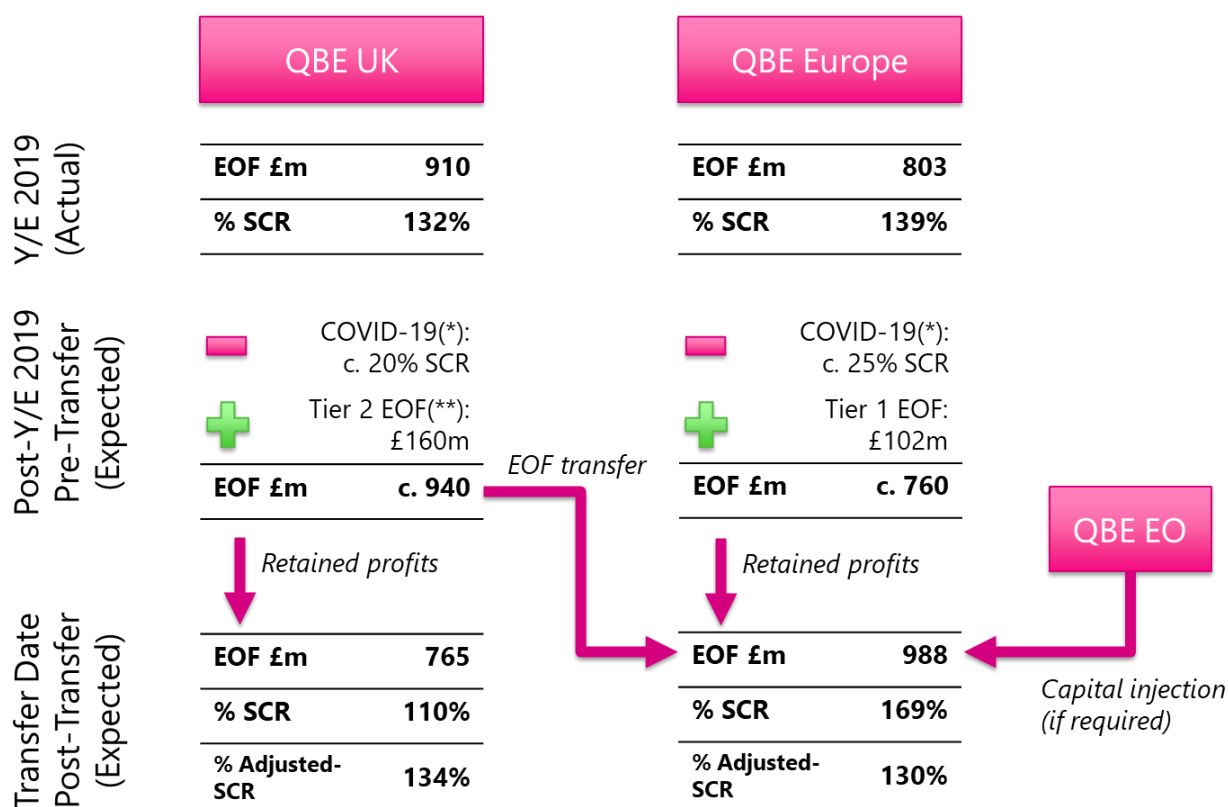 QBE UK
QBE Europe
Y/E 2019
(Actual)
EOF £m 910
% SCR 132%
EOF £m 803
% SCR 139%
Post-Y/E 2019
Pre-Transfer
(Expected)
COVID-19(*):
c. 20% SCR
Tier 2 EOF(**):
£160m
EOF £m c. 940
EOF transfer
COVID-19(*):
c. 25% SCR
Tier 1 EOF:
£102m
EOF £m c. 760
QBE EO
Retained profits
Retained profits
Transfer Date
Post-Transfer
(Expected)
EOF £m 765
% SCR 110%
% Adjusted-
SCR 134%
EOF £m 988
% SCR 169%
% Adjusted-
SCR 130%
Capital injection
(if required)